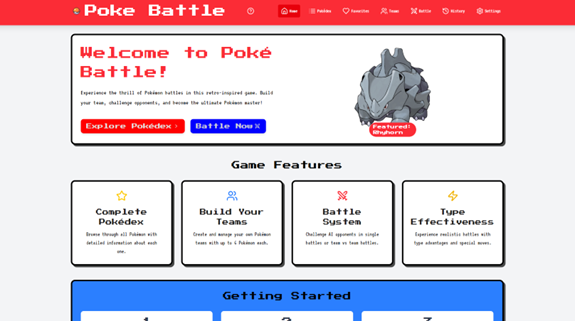 Poke Battle
Home
Pokédex
Favorites
Teams
Battle
History
Settings
Welcome to Poké
Battle!
Experience the thrill of Pokémon battles in this retro-inspired game. Build
your team, challenge opponents, and become the ultimate Pokémon master!
Explore Pokédex
Battle Now
Featured:
Rhyhorn
Game Features
Complete
Pokédex
Browse through all Pokémon with
detailed information about each
one.
Build Your
Teams
Create and manage your own Pokémon
teams with up to 6 Pokémon each.
Battle
System
Challenge AI opponents in single
battles or team vs team battles.
Type
Effectiveness
Experience realistic battles with
type advantages and special moves.
Getting Started
1
2
3